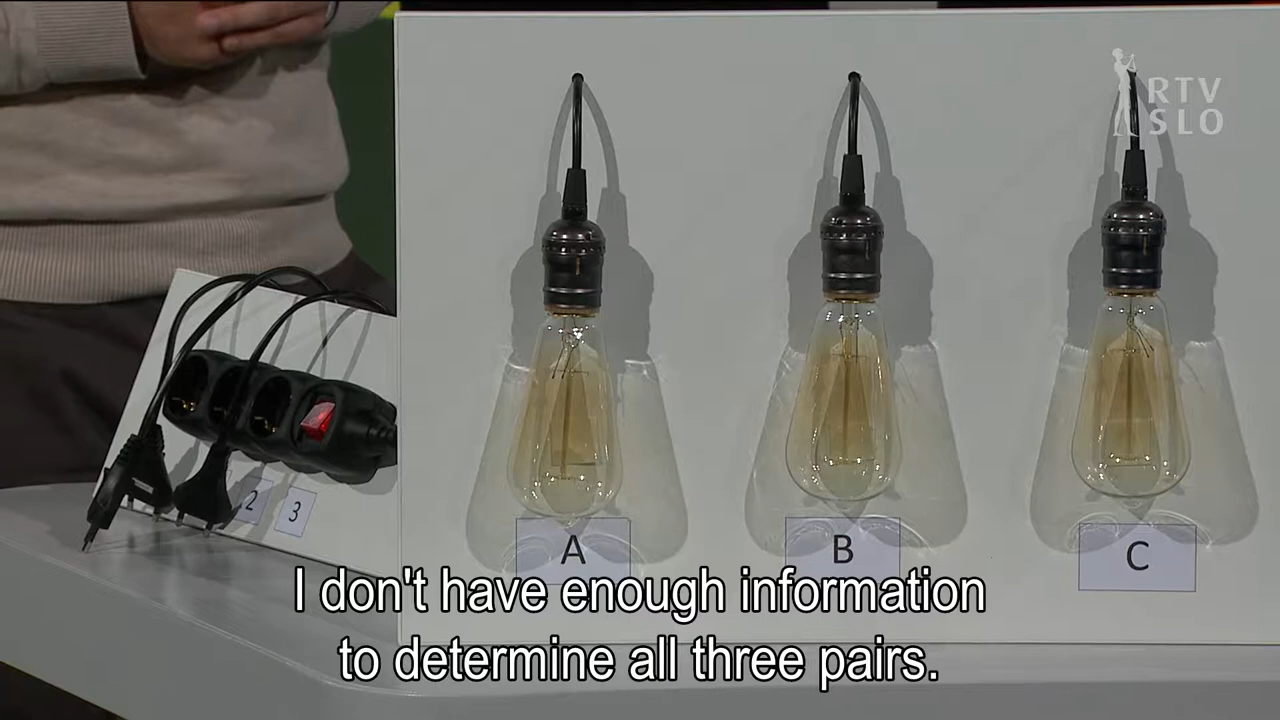 RTV
SLO
2
3
A
B
C
I don't have enough information
to determine all three pairs.